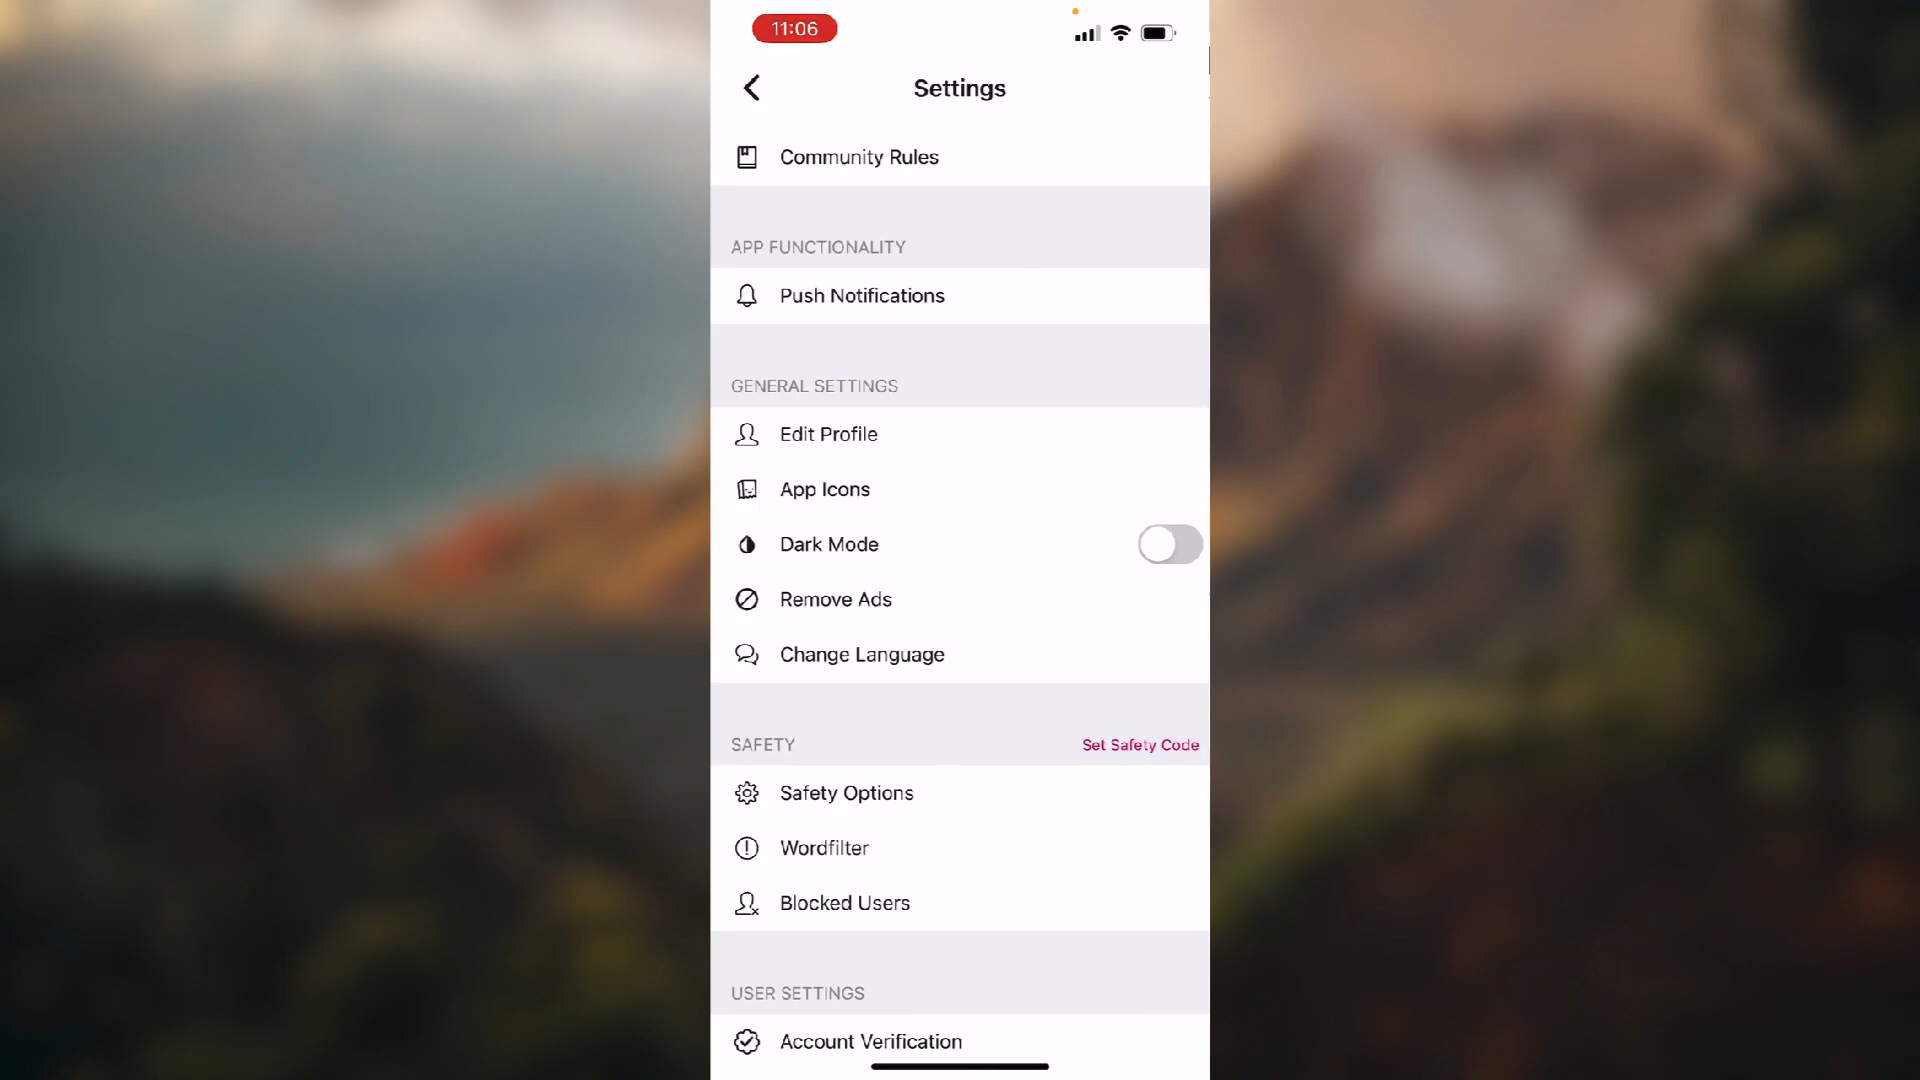 11:06
Settings
Community Rules
APP FUNCTIONALITY
Push Notifications
GENERAL SETTINGS
Edit Profile
App Icons
Dark Mode
Remove Ads
Change Language
SAFETY
Set Safety Code
Safety Options
Wordfilter
Blocked Users
USER SETTINGS
Account Verification